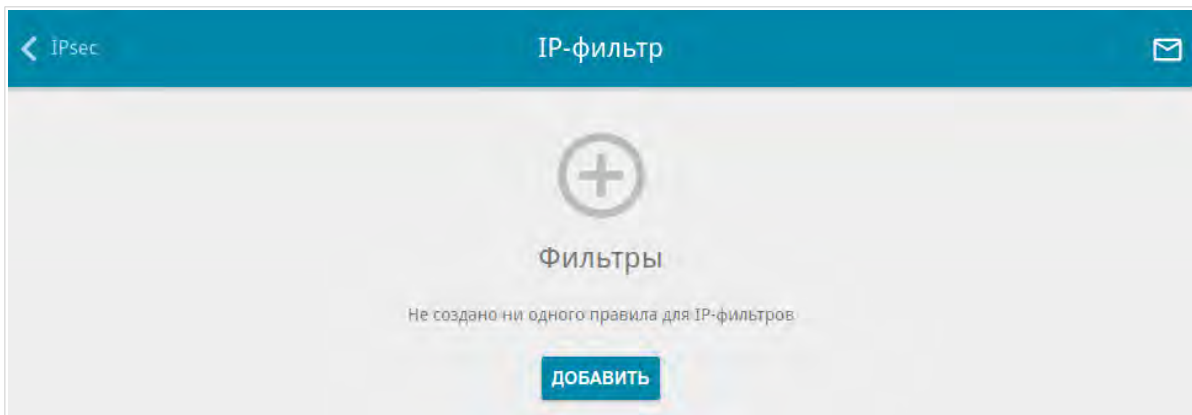 IPsec
IP-фильтр
Фильтры
Не создано ни одного правила для IP-фильтров
ДОБАВИТЬ